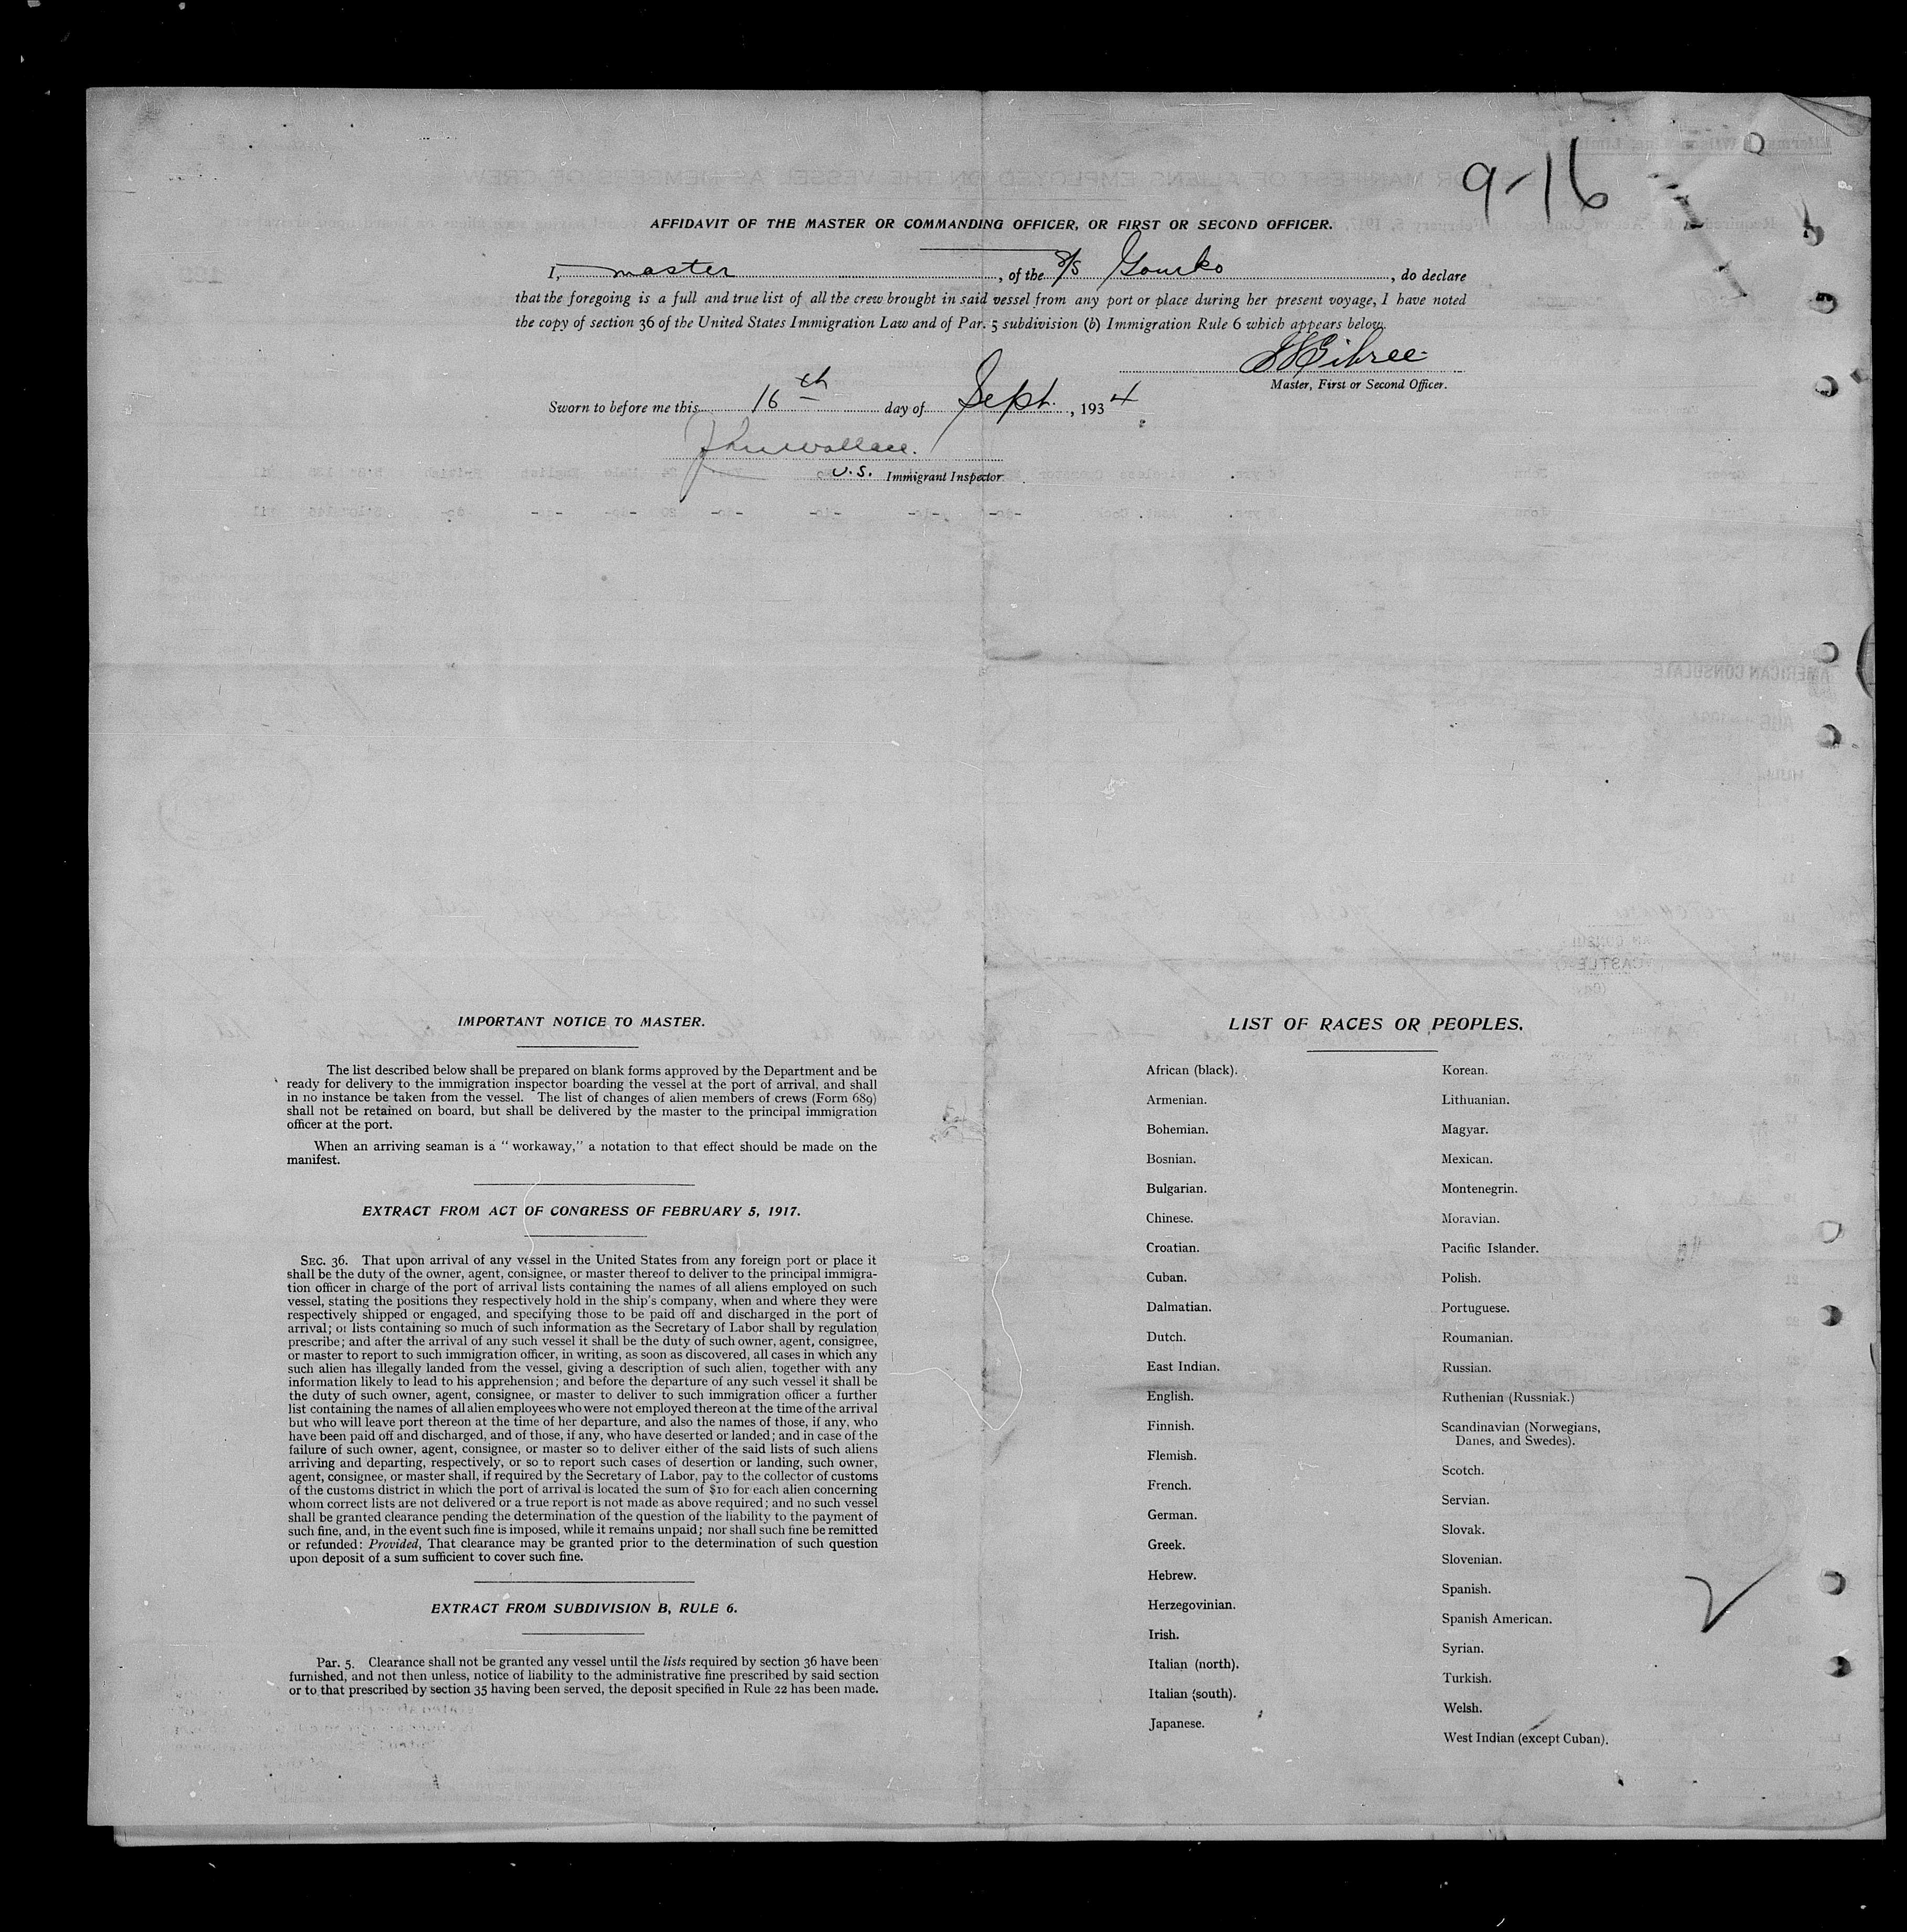 9-16
AFFIDAVIT OF THE MASTER OR COMMANDING OFFICER, OR FIRST OR SECOND OFFICER.
I, master, of the s/s Gourko, do declare
that the foregoing is a full and true list of all the crew brought in said vessel from any port or place during her present voyage, I have noted
the copy of section 36 of the United States Immigration Law and of Par. 5 subdivision (b) Immigration Rule 6 which appears below.
Master, First or Second Officer.
Sworn to before me this 16th day of Sept., 1934
Wallace.
U.S. Immigrant Inspector
IMPORTANT NOTICE TO MASTER.
The list described below shall be prepared on blank forms approved by the Department and be
ready for delivery to the immigration inspector boarding the vessel at the port of arrival, and shall
in no instance be taken from the vessel. The list of changes of alien members of crews (Form 689)
shall not be retained on board, but shall be delivered by the master to the principal immigration
officer at the port.
When an arriving seaman is a "workaway," a notation to that effect should be made on the
manifest.
EXTRACT FROM ACT OF CONGRESS OF FEBRUARY 5, 1917.
SEC. 36. That upon arrival of any vessel in the United States from any foreign port or place it
shall be the duty of the owner, agent, consignee, or master thereof to deliver to the principal immigra-
tion officer in charge of the port of arrival lists containing the names of all aliens employed on such
vessel, stating the positions they respectively hold in the ship's company, when and where they were
respectively shipped or engaged, and specifying those to be paid off and discharged in the port of
arrival; or lists containing so much of such information as the Secretary of Labor shall by regulation
prescribe; and after the arrival of any such vessel it shall be the duty of such owner, agent, consignee,
or master to report to such immigration officer, in writing, as soon as discovered, all cases in which any
such alien has illegally landed from the vessel, giving a description of such alien, together with any
information likely to lead to his apprehension; and before the departure of any such vessel it shall be
the duty of such owner, agent, consignee, or master to deliver to such immigration officer a further
list containing the names of all alien employees who were not employed thereon at the time of the arrival
but who will leave port thereon at the time of her departure, and also the names of those, if any, who
have been paid off and discharged, and of those, if any, who have deserted or landed; and in case of the
failure of such owner, agent, consignee, or master so to deliver either of the said lists of such aliens
arriving and departing, respectively, or so to report such cases of desertion or landing, such owner,
agent, consignee, or master shall, if required by the Secretary of Labor, pay to the collector of customs
of the customs district in which the port of arrival is located the sum of $10 for each alien concerning
whom correct lists are not delivered or a true report is not made as above required; and no such vessel
shall be granted clearance pending the determination of the question of the liability to the payment of
such fine, and, in the event such fine is imposed, while it remains unpaid; nor shall such fine be remitted
or refunded: Provided, That clearance may be granted prior to the determination of such question
upon deposit of a sum sufficient to cover such fine.
EXTRACT FROM SUBDIVISION B, RULE 6.
Par. 5. Clearance shall not be granted any vessel until the lists required by section 36 have been
furnished, and not then unless, notice of liability to the administrative fine prescribed by said section
or to that prescribed by section 35 having been served, the deposit specified in Rule 22 has been made.
LIST OF RACES OR PEOPLES.
African (black).
Armenian.
Bohemian.
Bosnian.
Bulgarian.
Chinese.
Croatian.
Cuban.
Dalmatian.
Dutch.
East Indian.
English.
Finnish.
Flemish.
French.
German.
Greek.
Hebrew.
Herzegovinian.
Irish.
Italian (north).
Italian (south).
Japanese.
Korean.
Lithuanian.
Magyar.
Mexican.
Montenegrin.
Moravian.
Pacific Islander.
Polish.
Portuguese.
Roumanian.
Russian.
Ruthenian (Russniak.)
Scandinavian (Norwegians,
Danes, and Swedes).
Scotch.
Servian.
Slovak.
Slovenian.
Spanish.
Spanish American.
Syrian.
Turkish.
Welsh.
West Indian (except Cuban).